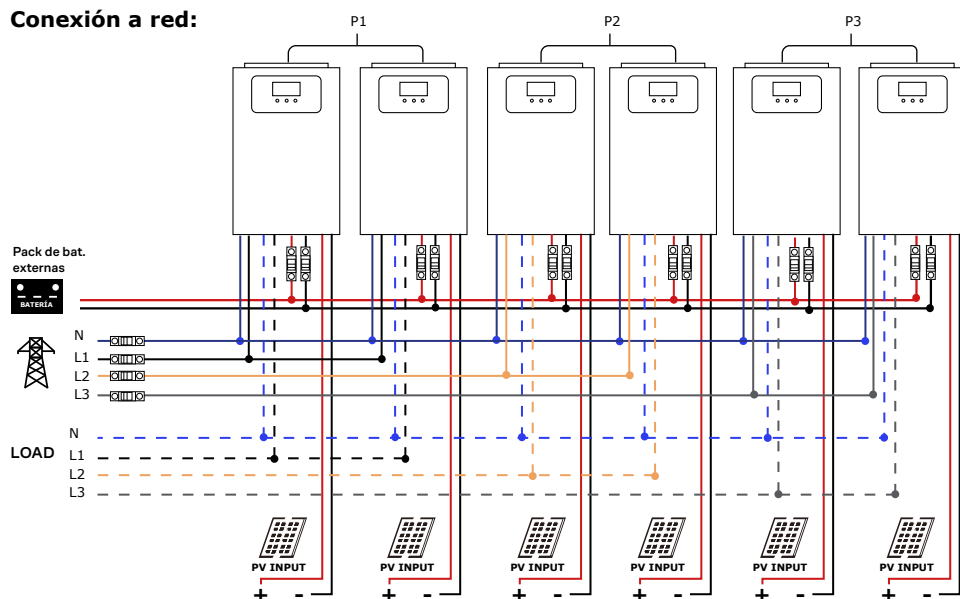 Conexión a red:
P1
P2
P3
Pack de bat.
externas
BATERÍA
N
L1
L2
L3
LOAD
N
L1
L2
L3
PV INPUT
PV INPUT
PV INPUT
PV INPUT
PV INPUT
PV INPUT
+ -
+ -
+ -
+ -
+ -
+ -